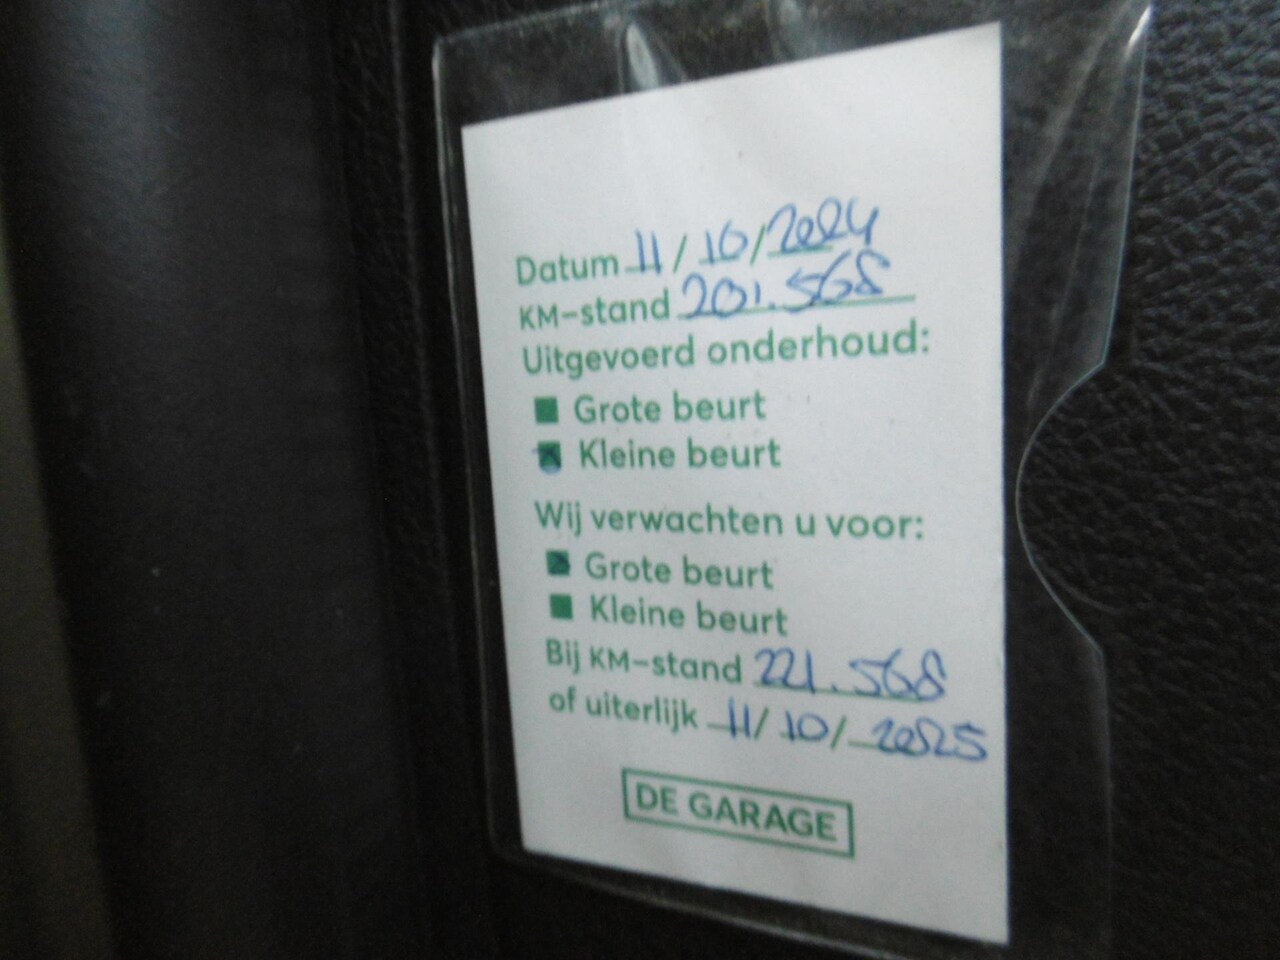 Datum 11/10/2024
KM-stand 201.568
Uitgevoerd onderhoud:
Grote beurt
Kleine beurt
Wij verwachten u voor:
Grote beurt
Kleine beurt
Bij KM-stand 221.568
of uiterlijk 11/10/2025
DE GARAGE